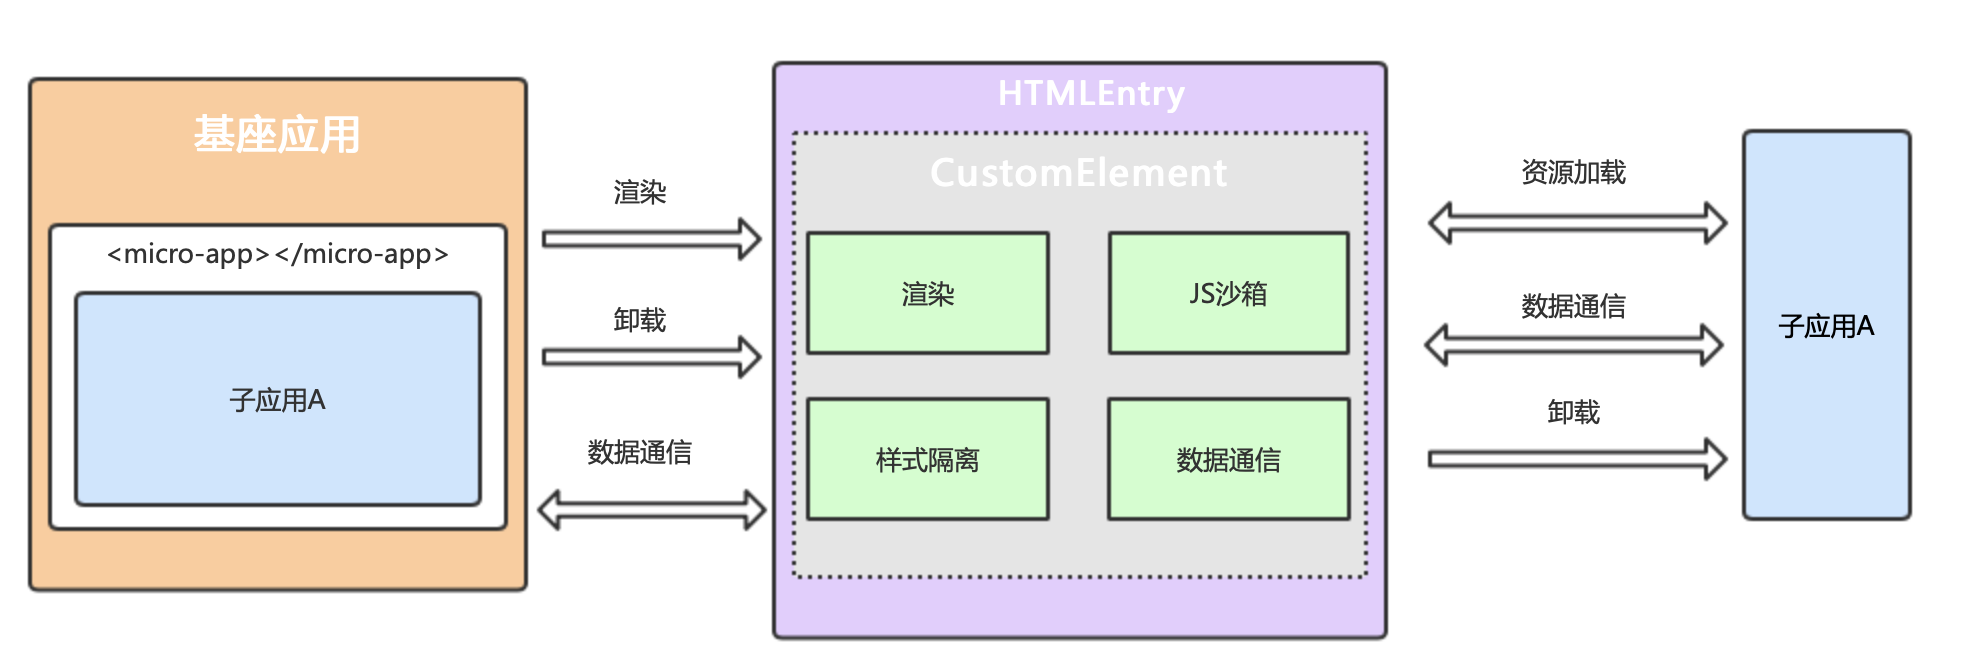 基座应用
<micro-app></micro-app>
子应用A
渲染
卸载
数据通信
HTMLEntry
CustomElement
渲染
JS沙箱
样式隔离
数据通信
资源加载
数据通信
卸载
子应用A